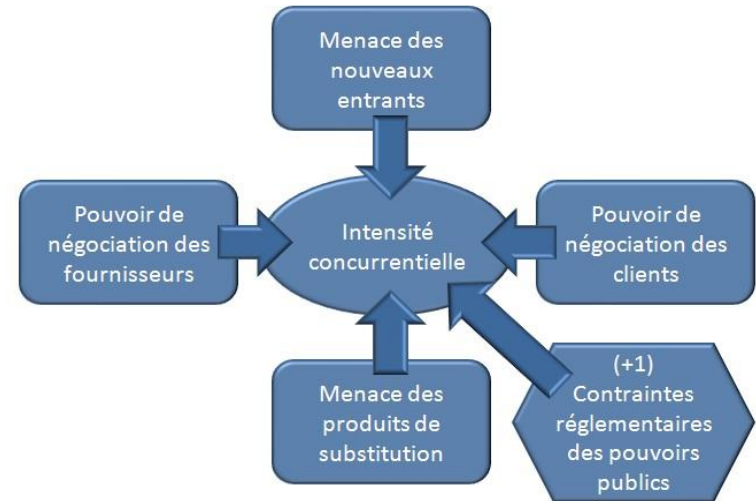 Menace des
nouveaux
entrants
Pouvoir de
négociation des
fournisseurs
Intensité
concurrentielle
Pouvoir de
négociation des
clients
Menace des
produits de
substitution
(+1)
Contraintes
réglementaires
des pouvoirs
publics